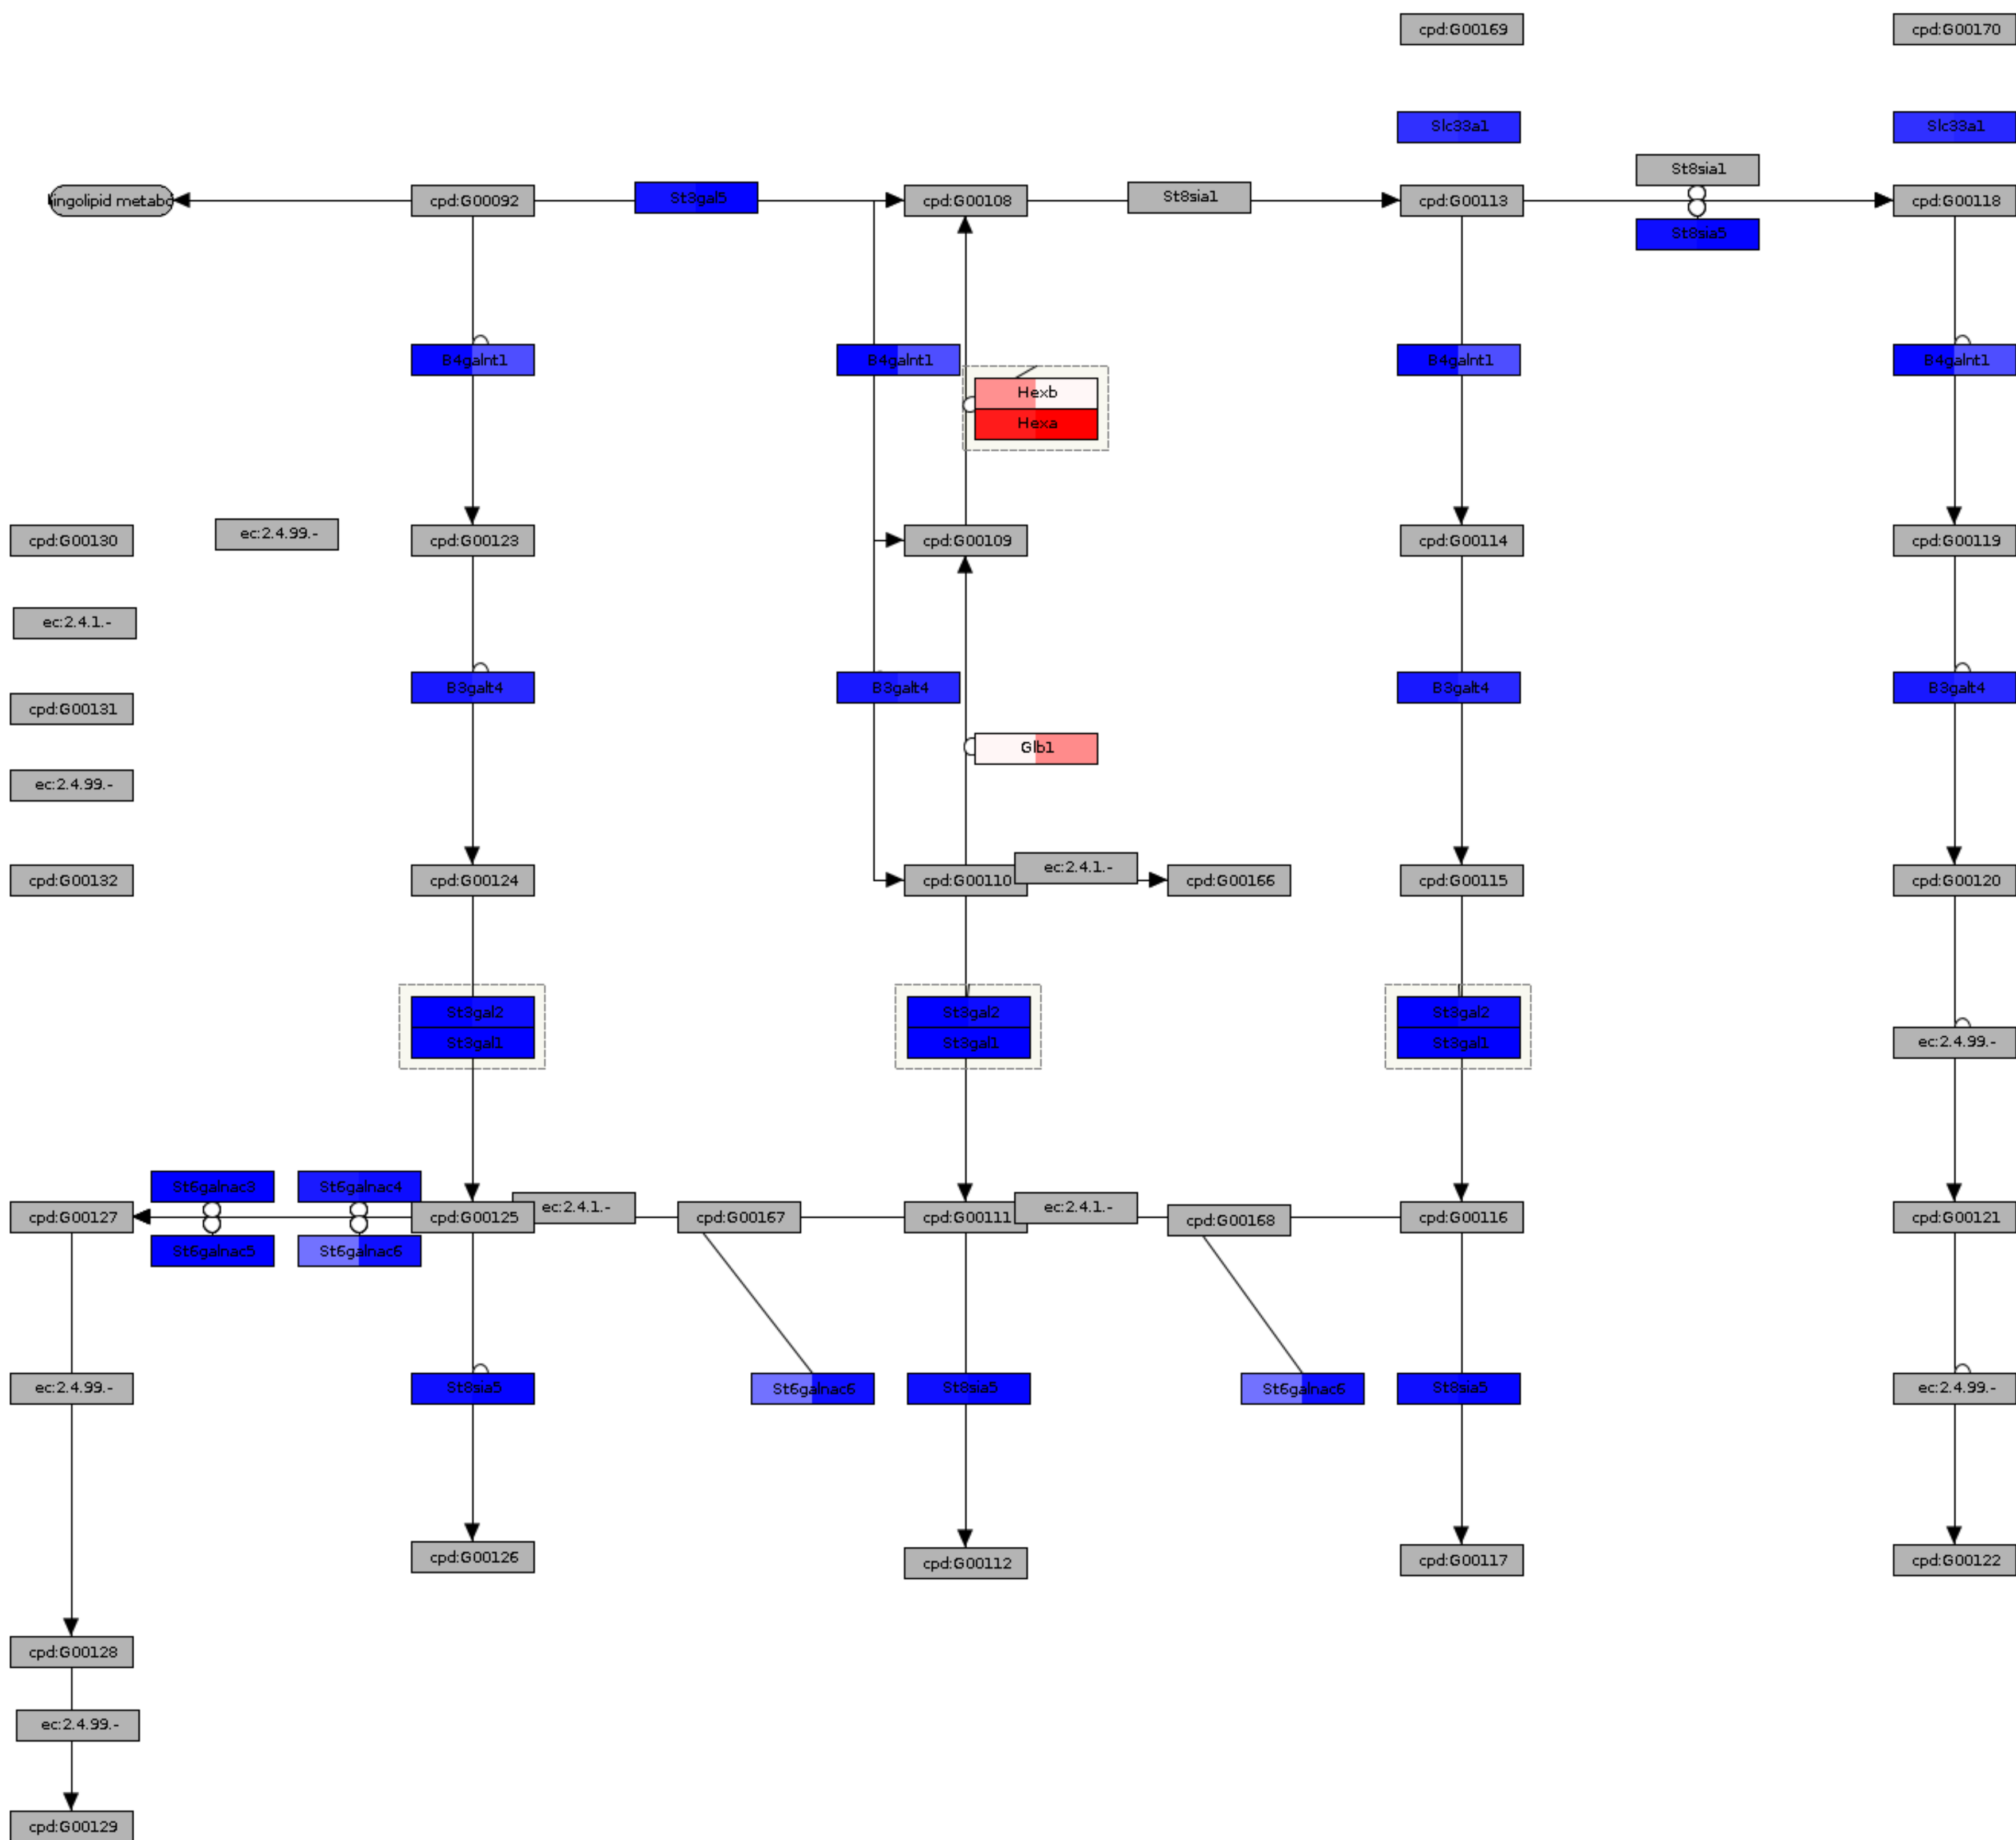 cpd:G00169
cpd:G00170
Slc33a1
Slc33a1
St8sia1
ingolipid metabo
cpd:G00092
St3gal5
cpd:G00108
St8sia1
cpd:G00113
cpd:G00118
St8sia5
B4galnt1
B4galnt1
B4galnt1
B4galnt1
Hexb
Hexa
cpd:G00130
ec:2.4.99.-
cpd:G00123
cpd:G00109
cpd:G00114
cpd:G00119
ec:2.4.1.-
B3galt4
B3galt4
B3galt4
B3galt4
cpd:G00131
Glb1
ec:2.4.99.-
cpd:G00132
cpd:G00124
cpd:G00110
ec:2.4.1.-
cpd:G00166
cpd:G00115
cpd:G00120
St3gal2
St3gal2
St3gal2
St3gal1
St3gal1
St3gal1
ec:2.4.99.-
St6galnac3
St6galnac4
cpd:G00127
cpd:G00125
ec:2.4.1.-
cpd:G00167
cpd:G00111
ec:2.4.1.-
cpd:G00168
cpd:G00116
cpd:G00121
St6galnac5
St6galnac6
ec:2.4.99.-
St8sia5
St6galnac6
St8sia5
St6galnac6
St8sia5
ec:2.4.99.-
cpd:G00126
cpd:G00112
cpd:G00117
cpd:G00122
cpd:G00128
ec:2.4.99.-
cpd:G00129